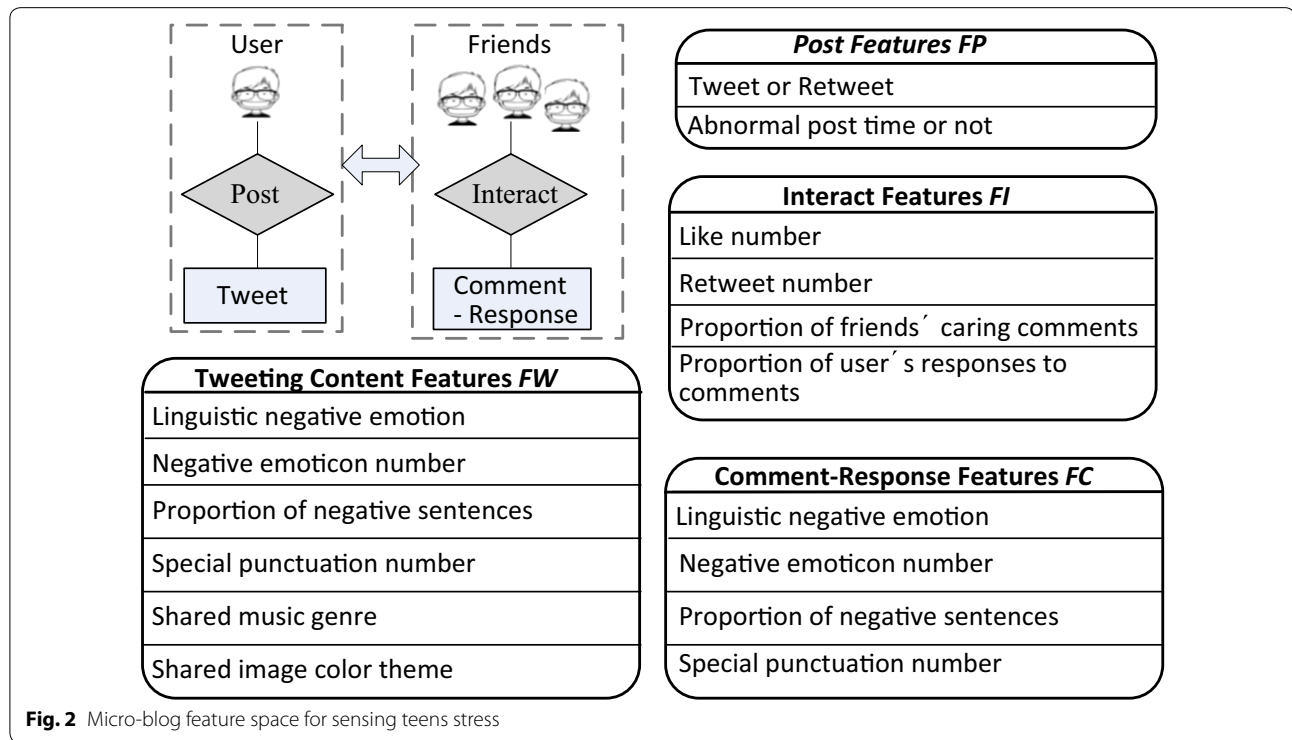 User
Friends
Post
Interact
Tweet
Comment
- Response
Post Features FP
Tweet or Retweet
Abnormal post time or not
Interact Features FI
Like number
Retweet number
Proportion of friends´ caring comments
Proportion of user´s responses to
comments
Tweeting Content Features FW
Linguistic negative emotion
Negative emoticon number
Proportion of negative sentences
Special punctuation number
Shared music genre
Shared image color theme
Comment-Response Features FC
Linguistic negative emotion
Negative emoticon number
Proportion of negative sentences
Special punctuation number
Fig. 2 Micro-blog feature space for sensing teens stress